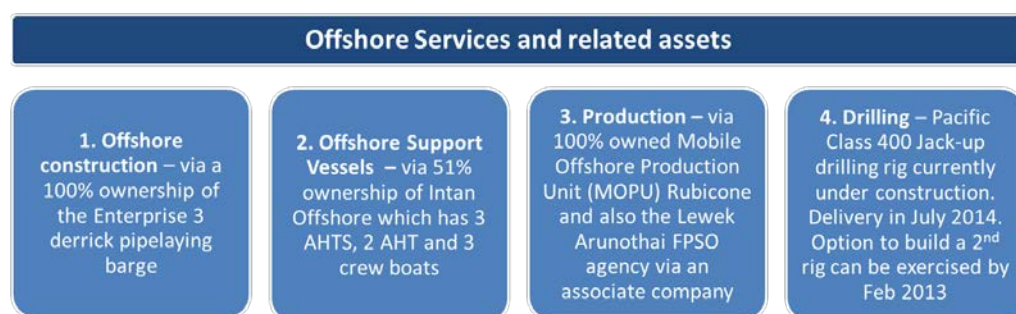 Offshore Services and related assets
1. Offshore
construction – via a
100% ownership of
the Enterprise 3
derrick pipelaying
barge
2. Offshore Support
Vessels – via 51%
ownership of Intan
Offshore which has 3
AHTS, 2 AHT and 3
crew boats
3. Production – via
100% owned Mobile
Offshore Production
Unit (MOPU) Rubicone
and also the Lewek
Arunothai FPSO
agency via an
associate company
4. Drilling – Pacific
Class 400 Jack-up
drilling rig currently
under construction.
Delivery in July 2014.
Option to build a 2nd
rig can be exercised by
Feb 2013